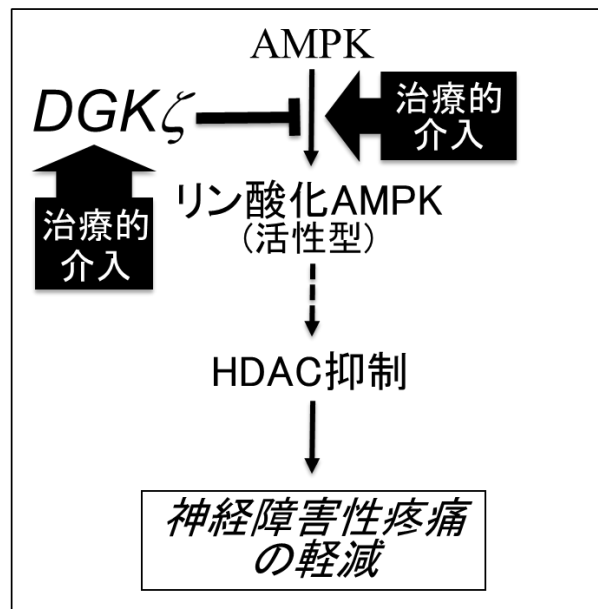 AMPK
DGKζ
治療的
介入
治療的
介入
リン酸化AMPK
(活性型)
HDAC抑制
神経障害性疼痛
の軽減